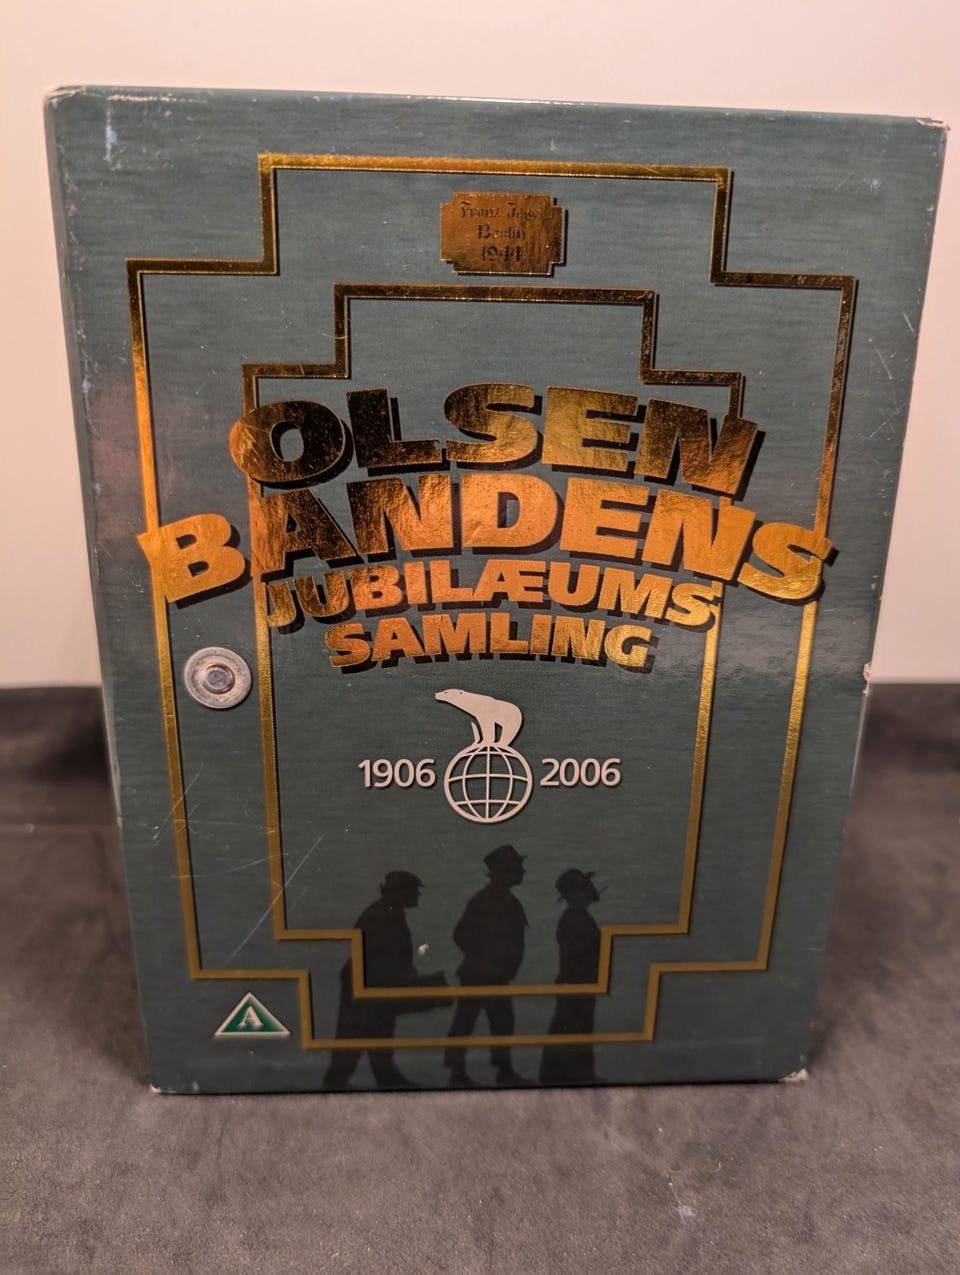 Franz Jäger
Berlin
1944
OLSEN
BANDENS
JUBILÆUMS
SAMLING
1906 2006
A